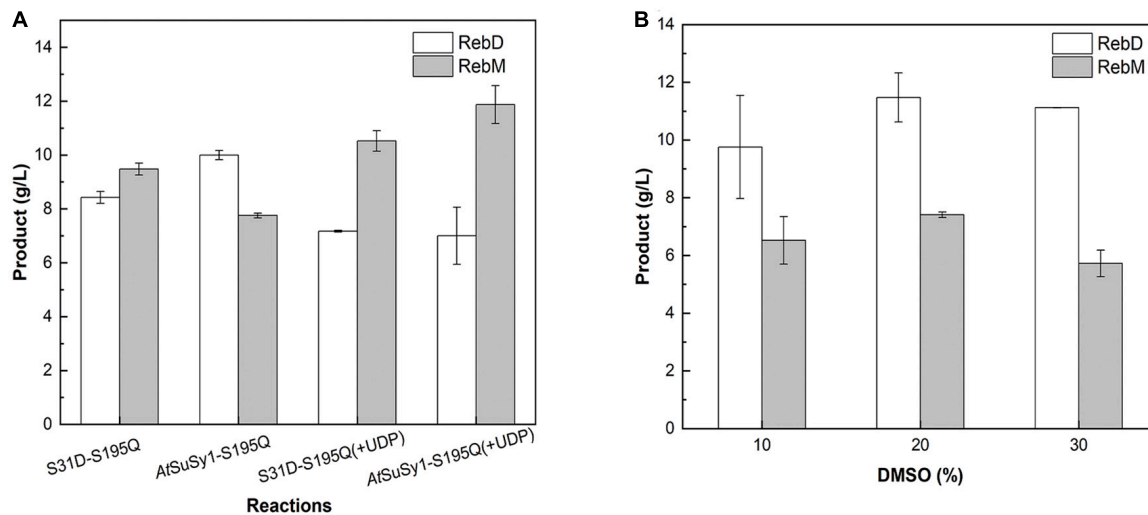 A
RebD
RebM
14
12
10
8
6
4
2
0
Product (g/L)
S31D-S195Q
AtSuSy1-S195Q
S31D-S195Q(+UDP)
AtSuSy1-S195Q(+UDP)
Reactions
B
RebD
RebM
14
12
10
8
6
4
2
0
Product (g/L)
10
20
30
DMSO (%)